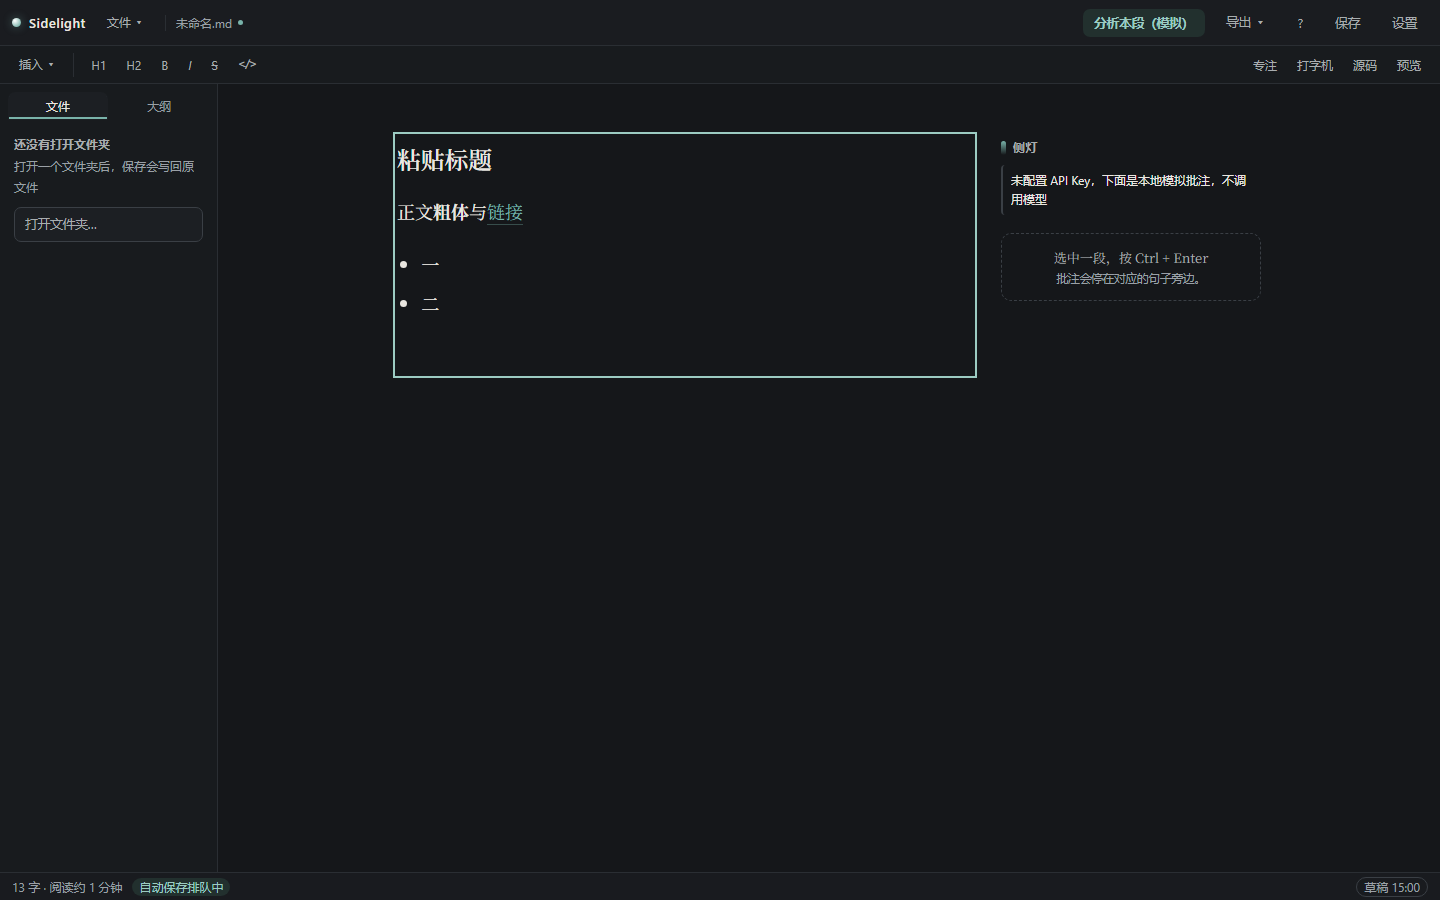 Sidelight 文件 未命名.md 分析本段（模拟） 导出 ? 保存 设置
插入 H1 H2 B I S </> 专注 打字机 源码 预览
文件 大纲
还没有打开文件夹
打开一个文件夹后，保存会写回原
文件
打开文件夹...
粘贴标题
正文粗体与链接
一
二
侧灯
未配置 API Key，下面是本地模拟批注，不调
用模型
选中一段，按 Ctrl + Enter
批注会停在对应的句子旁边。
13 字 · 阅读约 1 分钟 自动保存排队中 草稿 15:00